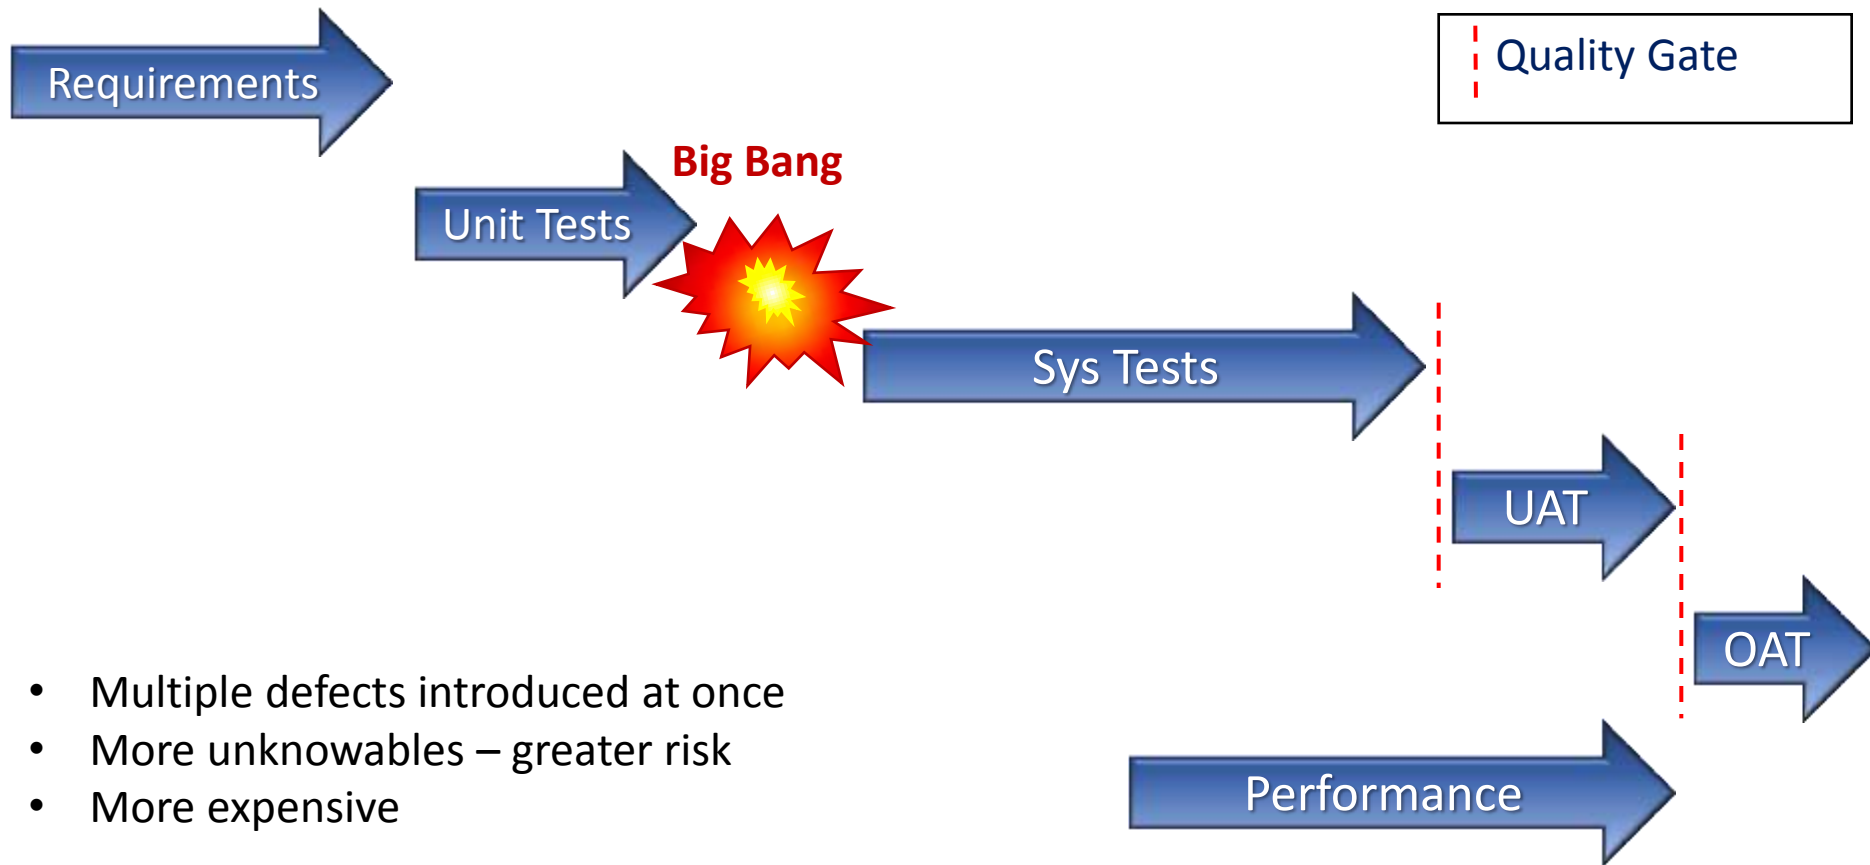 Requirements
Quality Gate
Big Bang
Unit Tests
Sys Tests
UAT
OAT
• Multiple defects introduced at once
• More unknowables – greater risk
• More expensive
Performance